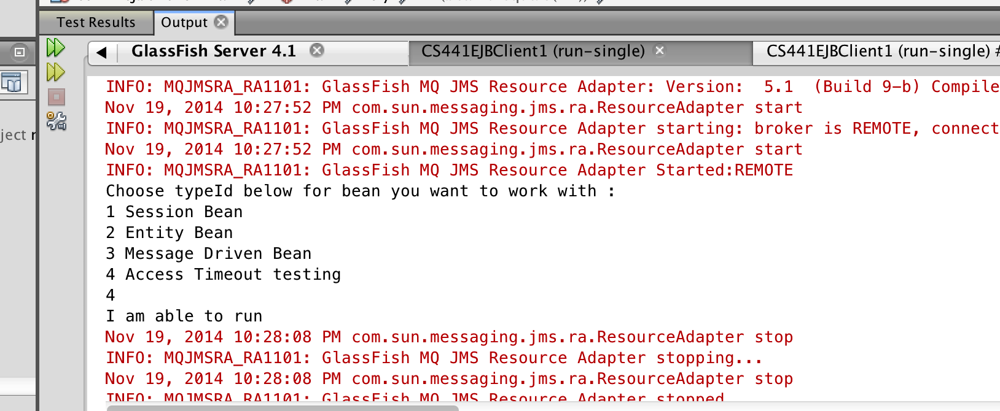 Test Results
Output
GlassFish Server 4.1
CS441EJBClient1 (run-single)
CS441EJBClient1 (run-single) #
ject
INFO: MQJMSRA_RA1101: GlassFish MQ JMS Resource Adapter: Version:  5.1  (Build 9-b) Compile
Nov 19, 2014 10:27:52 PM com.sun.messaging.jms.ra.ResourceAdapter start
INFO: MQJMSRA_RA1101: GlassFish MQ JMS Resource Adapter starting: broker is REMOTE, connect
Nov 19, 2014 10:27:52 PM com.sun.messaging.jms.ra.ResourceAdapter start
INFO: MQJMSRA_RA1101: GlassFish MQ JMS Resource Adapter Started:REMOTE
Choose typeId below for bean you want to work with :
1 Session Bean
2 Entity Bean
3 Message Driven Bean
4 Access Timeout testing
4
I am able to run
Nov 19, 2014 10:28:08 PM com.sun.messaging.jms.ra.ResourceAdapter stop
INFO: MQJMSRA_RA1101: GlassFish MQ JMS Resource Adapter stopping...
Nov 19, 2014 10:28:08 PM com.sun.messaging.jms.ra.ResourceAdapter stop
INFO: MQJMSRA_RA1101: GlassFish MQ JMS Resource Adapter stopped